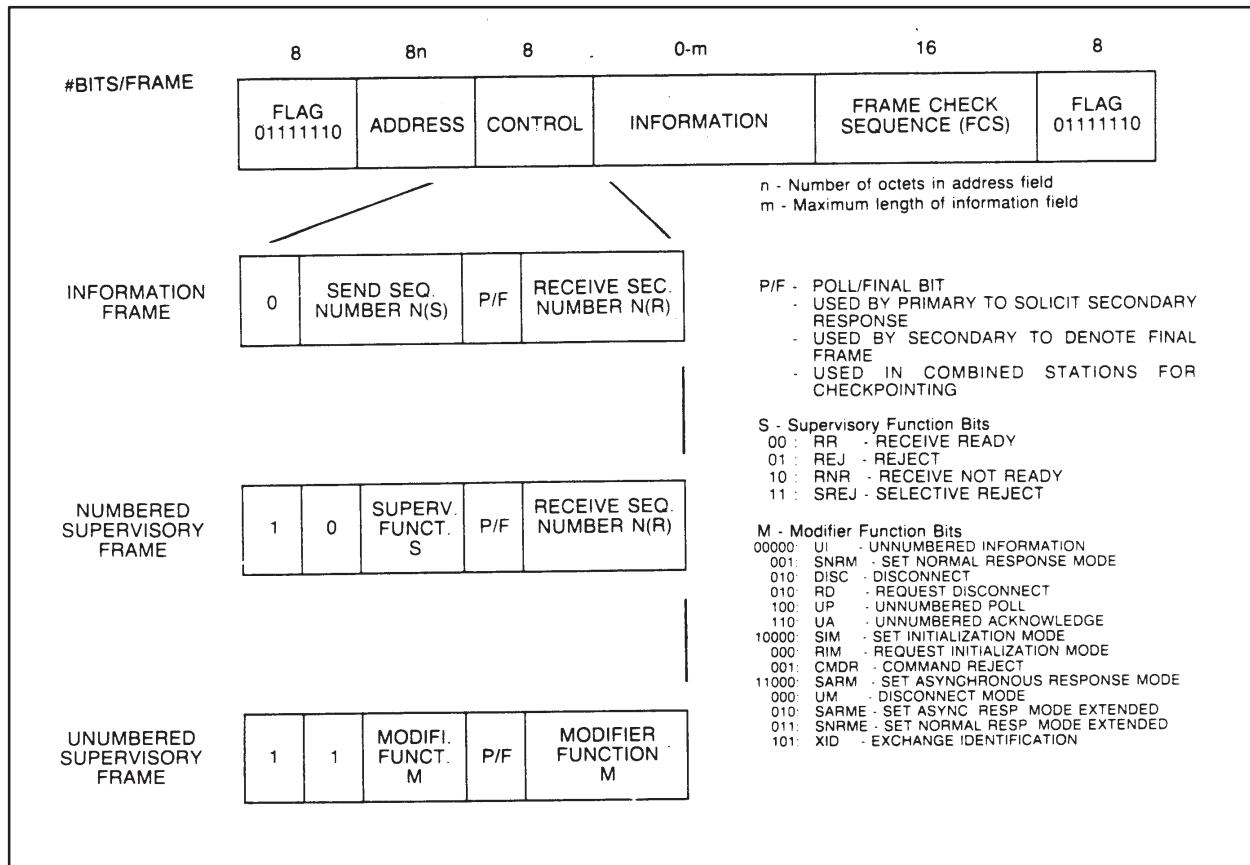 8 8n 8 0-m 16 8
#BITS/FRAME
FLAG
01111110
ADDRESS
CONTROL
INFORMATION
FRAME CHECK
SEQUENCE (FCS)
FLAG
01111110
n - Number of octets in address field
m - Maximum length of information field
INFORMATION
FRAME
0
SEND SEQ.
NUMBER N(S)
P/F
RECEIVE SEC.
NUMBER N(R)
P/F - POLL/FINAL BIT
- USED BY PRIMARY TO SOLICIT SECONDARY
RESPONSE
- USED BY SECONDARY TO DENOTE FINAL
FRAME
- USED IN COMBINED STATIONS FOR
CHECKPOINTING
S - Supervisory Function Bits
00 : RR - RECEIVE READY
01 : REJ - REJECT
10 : RNR - RECEIVE NOT READY
11 : SREJ - SELECTIVE REJECT
NUMBERED
SUPERVISORY
FRAME
1
0
SUPERV.
FUNCT.
S
P/F
RECEIVE SEQ.
NUMBER N(R)
M - Modifier Function Bits
00000: UI - UNNUMBERED INFORMATION
001: SNRM - SET NORMAL RESPONSE MODE
010: DISC - DISCONNECT
010: RD - REQUEST DISCONNECT
100: UP - UNNUMBERED POLL
110: UA - UNNUMBERED ACKNOWLEDGE
10000: SIM - SET INITIALIZATION MODE
000: RIM - REQUEST INITIALIZATION MODE
001: CMDR - COMMAND REJECT
11000: SARM - SET ASYNCHRONOUS RESPONSE MODE
000: UM - DISCONNECT MODE
010: SARME - SET ASYNC RESP. MODE EXTENDED
011: SNRME - SET NORMAL RESP. MODE EXTENDED
101: XID - EXCHANGE IDENTIFICATION
UNUMBERED
SUPERVISORY
FRAME
1
1
MODIFI.
FUNCT.
M
P/F
MODIFIER
FUNCTION
M